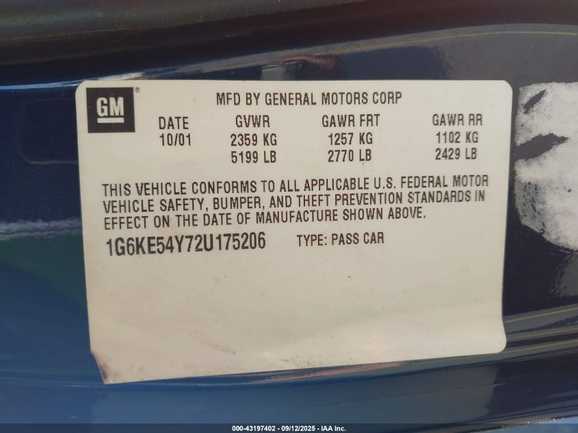 GM
MFD BY GENERAL MOTORS CORP
DATE GVWR GAWR FRT GAWR RR
10/01 2359 KG 1257 KG 1102 KG
5199 LB 2770 LB 2429 LB
THIS VEHICLE CONFORMS TO ALL APPLICABLE U.S. FEDERAL MOTOR
VEHICLE SAFETY, BUMPER, AND THEFT PREVENTION STANDARDS IN
EFFECT ON THE DATE OF MANUFACTURE SHOWN ABOVE.
1G6KE54Y72U175206 TYPE: PASS CAR
000-43197402 - 09/12/2025 - IAA Inc.